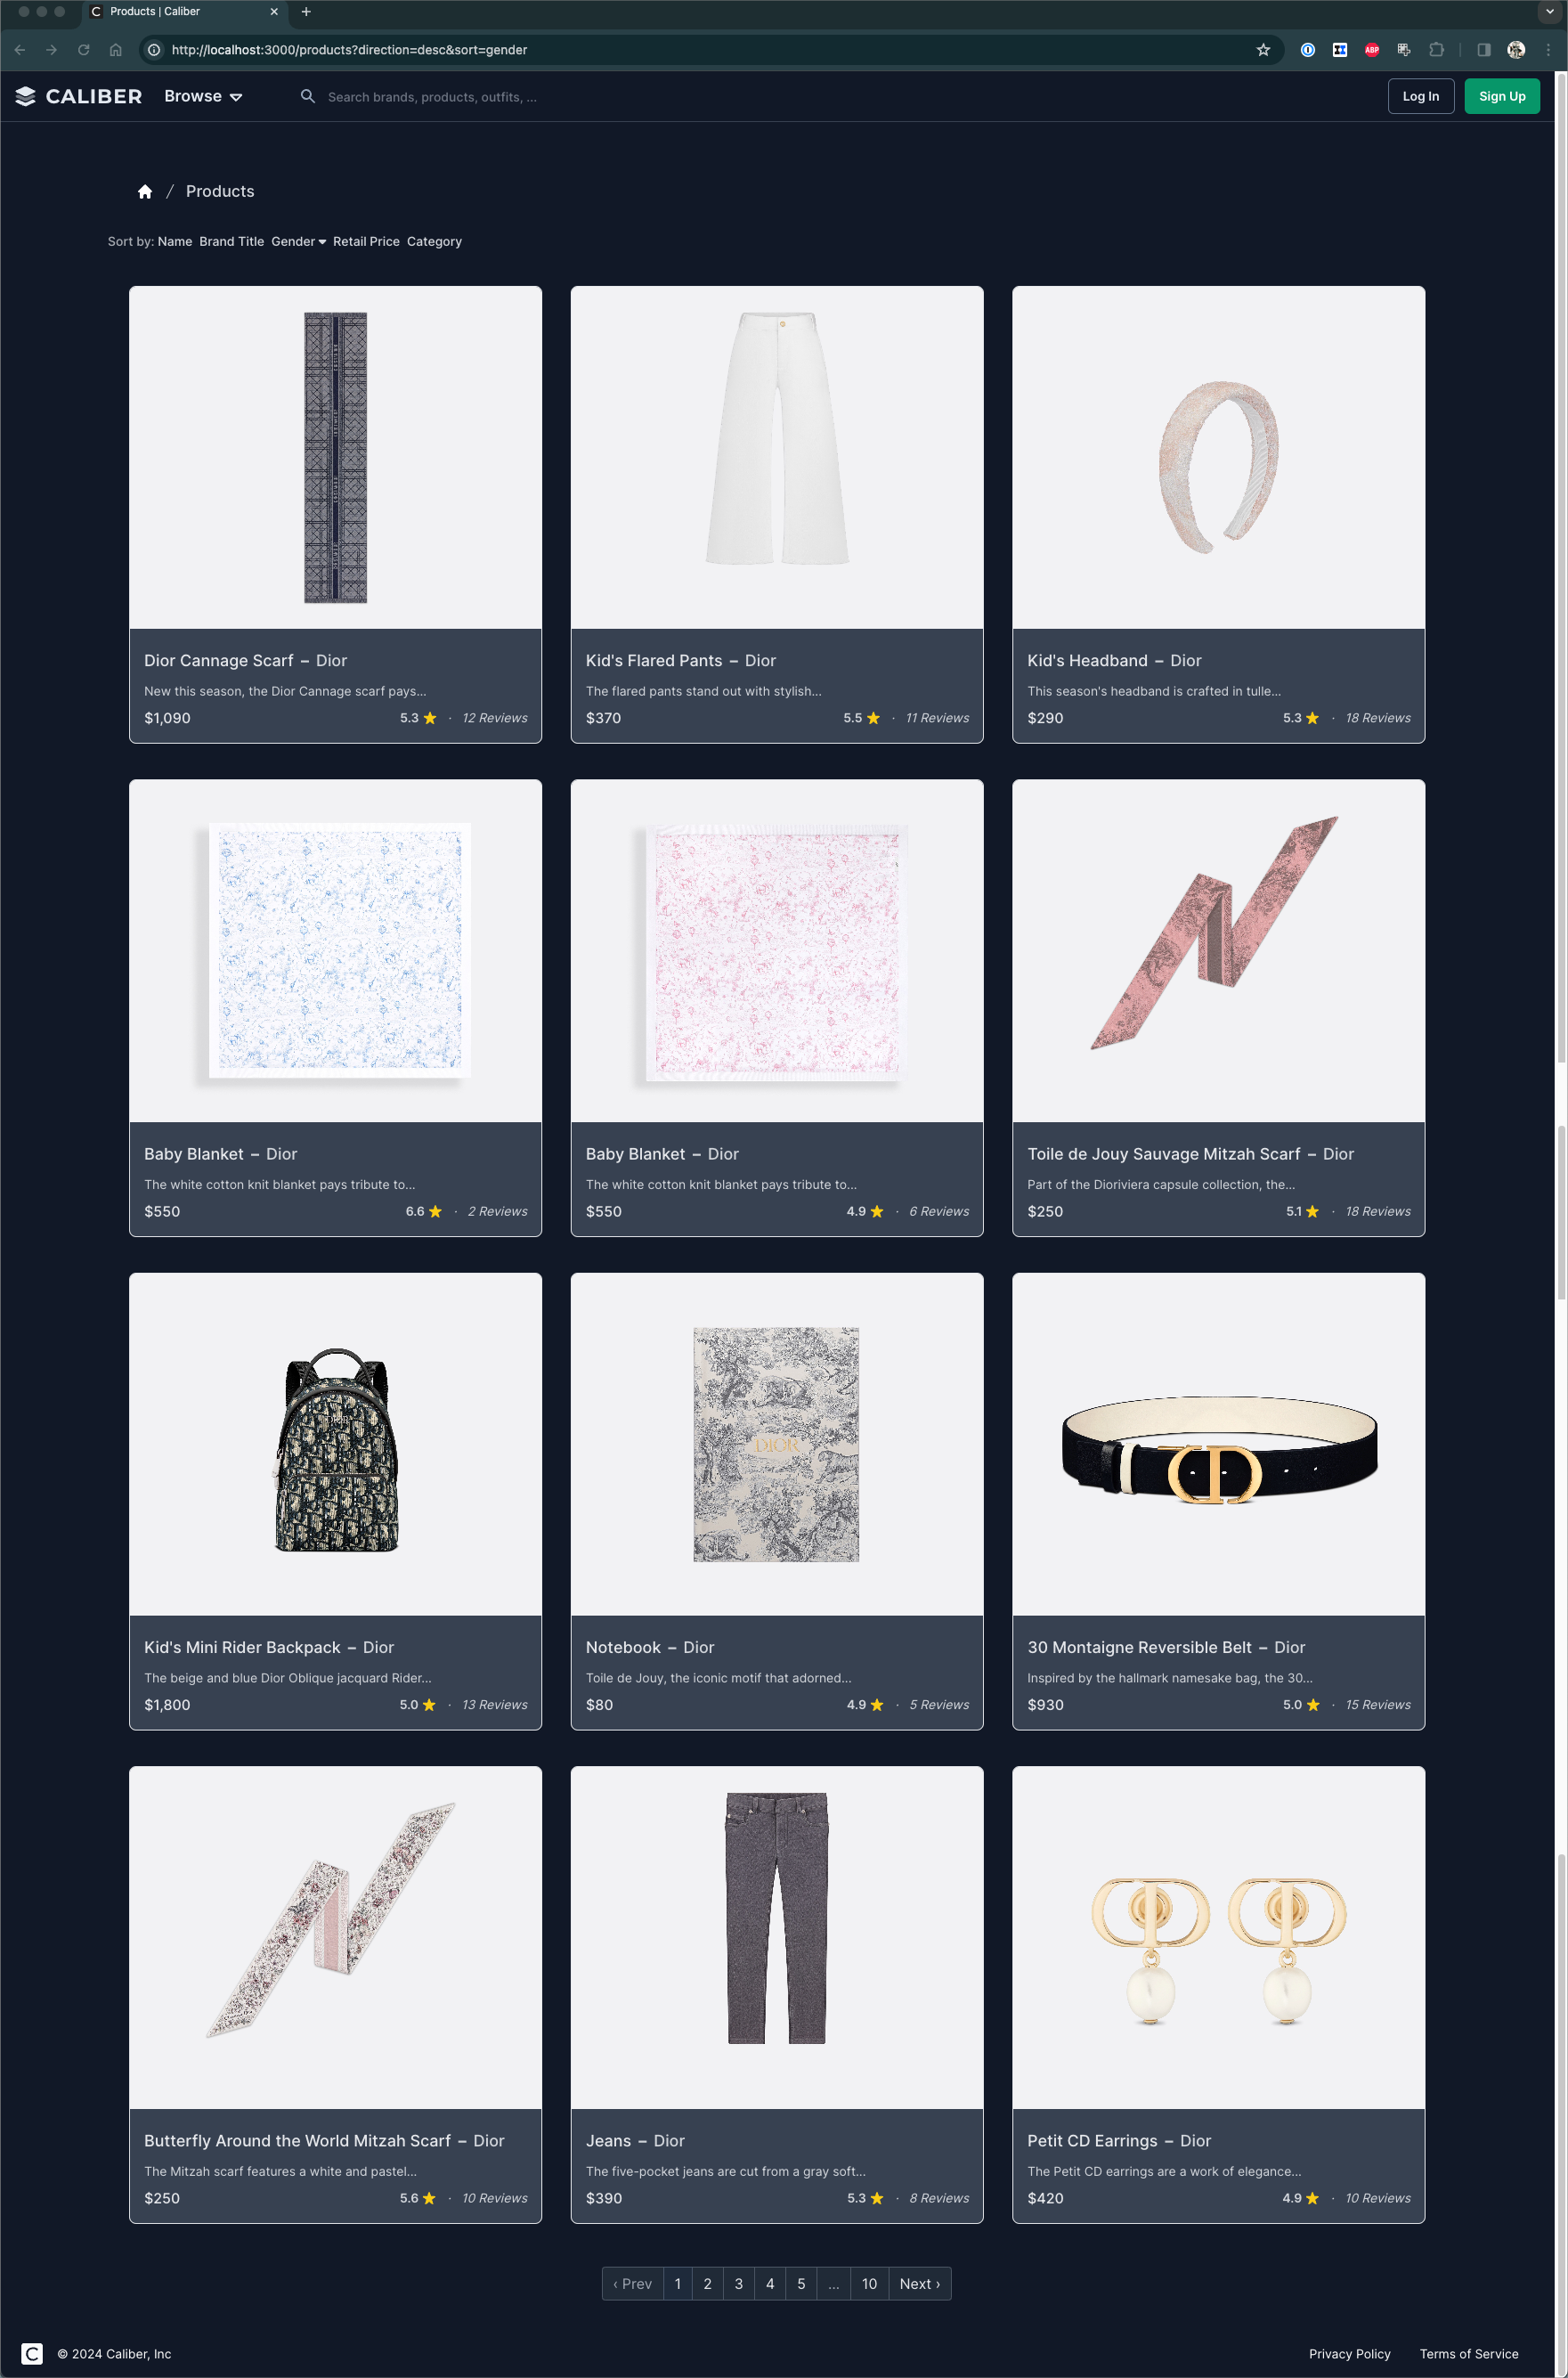 Products | Caliber
http://localhost:3000/products?direction=desc&sort=gender
ABP
CALIBER
Browse
Search brands, products, outfits, ...
Log In
Sign Up
/ Products
Sort by: Name Brand Title Gender Retail Price Category
Dior Cannage Scarf – Dior
New this season, the Dior Cannage scarf pays...
$1,090 5.3 · 12 Reviews
Kid's Flared Pants – Dior
The flared pants stand out with stylish...
$370 5.5 · 11 Reviews
Kid's Headband – Dior
This season's headband is crafted in tulle...
$290 5.3 · 18 Reviews
Baby Blanket – Dior
The white cotton knit blanket pays tribute to...
$550 6.6 · 2 Reviews
Baby Blanket – Dior
The white cotton knit blanket pays tribute to...
$550 4.9 · 6 Reviews
Toile de Jouy Sauvage Mitzah Scarf – Dior
Part of the Dioriviera capsule collection, the...
$250 5.1 · 18 Reviews
DIOR
Kid's Mini Rider Backpack – Dior
The beige and blue Dior Oblique jacquard Rider...
$1,800 5.0 · 13 Reviews
DIOR
Notebook – Dior
Toile de Jouy, the iconic motif that adorned...
$80 4.9 · 5 Reviews
30 Montaigne Reversible Belt – Dior
Inspired by the hallmark namesake bag, the 30...
$930 5.0 · 15 Reviews
Butterfly Around the World Mitzah Scarf – Dior
The Mitzah scarf features a white and pastel...
$250 5.6 · 10 Reviews
Jeans – Dior
The five-pocket jeans are cut from a gray soft...
$390 5.3 · 8 Reviews
Petit CD Earrings – Dior
The Petit CD earrings are a work of elegance...
$420 4.9 · 10 Reviews
‹ Prev 1 2 3 4 5 ... 10 Next ›
C © 2024 Caliber, Inc
Privacy Policy Terms of Service